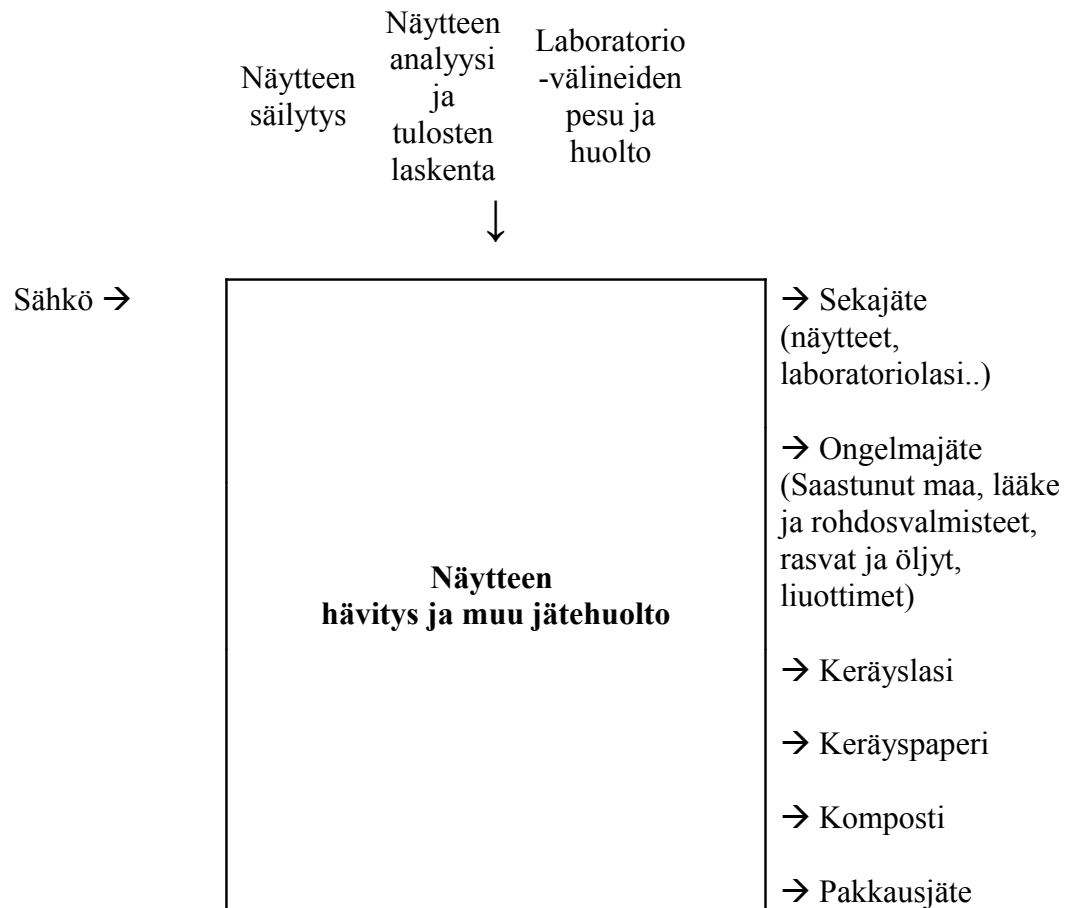 Näytteen
säilytys
Näytteen
analyysi
ja
tulosten
laskenta
Laboratorio
-välineiden
pesu ja
huolto
↓
Sähkö →
Näytteen
hävitys ja muu jätehuolto
→ Sekajäte
(näytteet,
laboratoriolasi..)
→ Ongelmajäte
(Saastunut maa, lääke
ja rohdosvalmisteet,
rasvat ja öljyt,
liuottimet)
→ Keräyslasi
→ Keräyspaperi
→ Komposti
→ Pakkausjäte